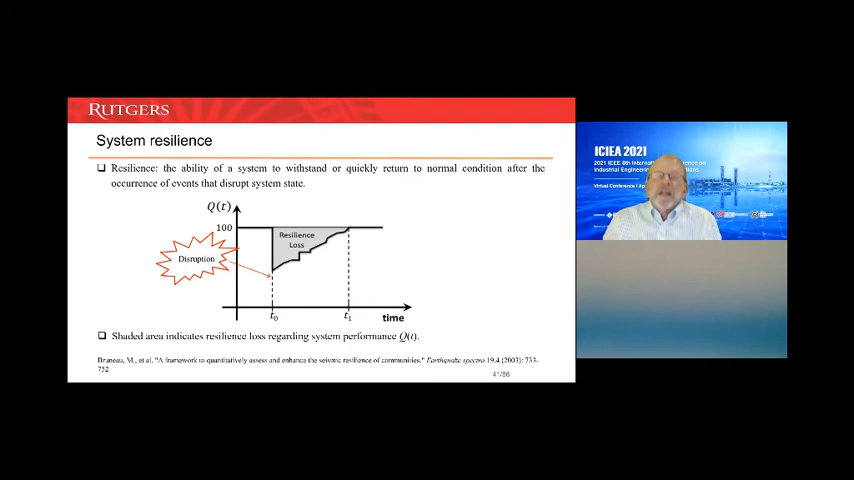 RUTGERS
System resilience
❑ Resilience: the ability of a system to withstand or quickly return to normal condition after the
occurrence of events that disrupt system state.
Q(t)
100
Resilience
Loss
Disruption
t0
t1
time
❑ Shaded area indicates resilience loss regarding system performance Q(t).
Bruneau, M., et al. "A framework to quantitatively assess and enhance the seismic resilience of communities." Earthquake spectra 19.4 (2003): 733-
752
41/86
ICIEA 2021
2021 IEEE 8th International Conference on
Industrial Engineering
Virtual Conference